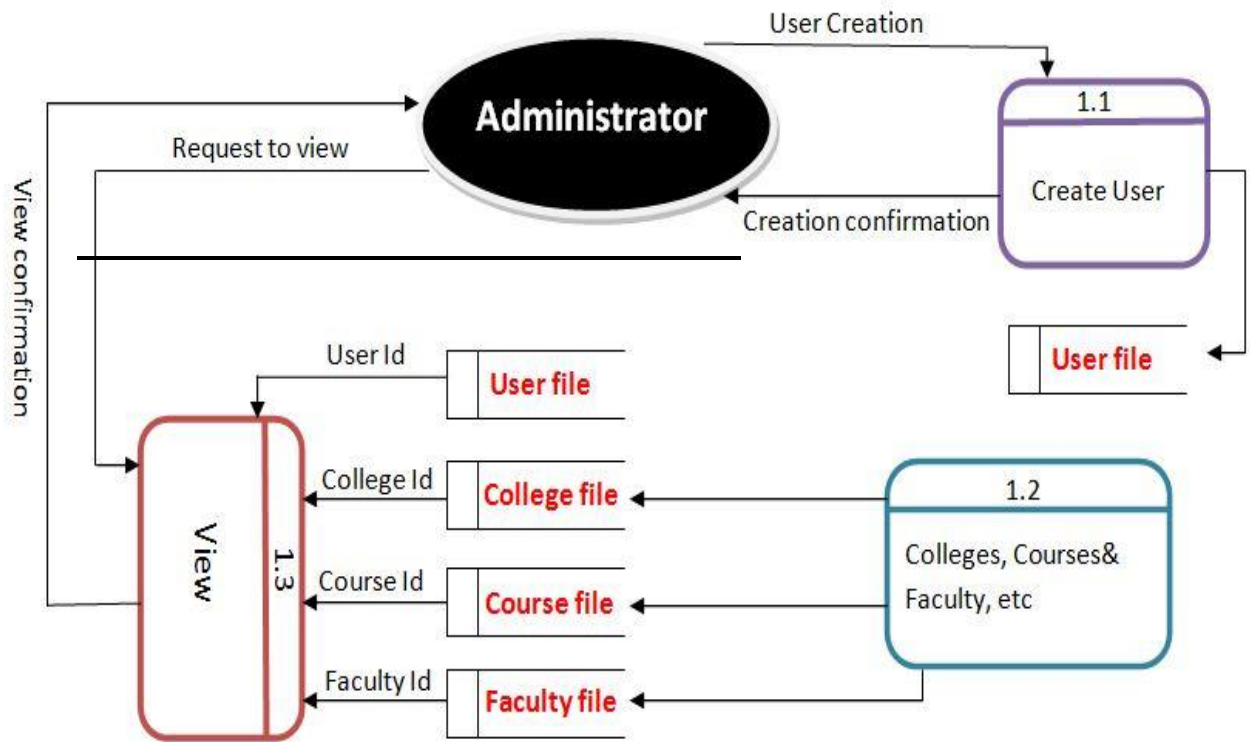 User Creation
Administrator
1.1
Request to view
Create User
Creation confirmation
View confirmation
User Id
User file
User file
College Id
College file
1.2
View
1.3
Colleges, Courses&
Faculty, etc
Course Id
Course file
Faculty Id
Faculty file